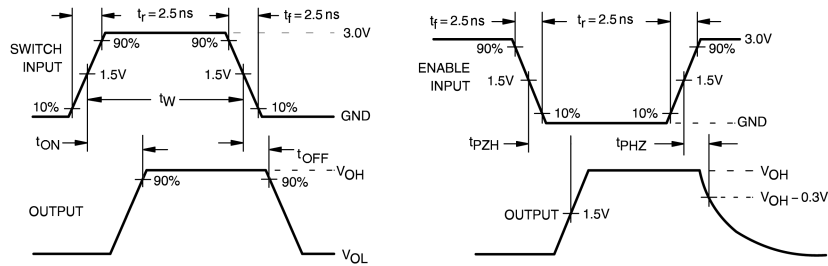 tr = 2.5 ns
tf = 2.5 ns
SWITCH
INPUT
90%
90%
3.0V
1.5V
1.5V
10%
tW
10%
GND
tON
tOFF
OUTPUT
90%
90%
VOH
VOL
tf = 2.5 ns
tr = 2.5 ns
ENABLE
INPUT
90%
90%
3.0V
1.5V
1.5V
10%
10%
GND
tPZH
tPHZ
OUTPUT
1.5V
VOH
VOH – 0.3V